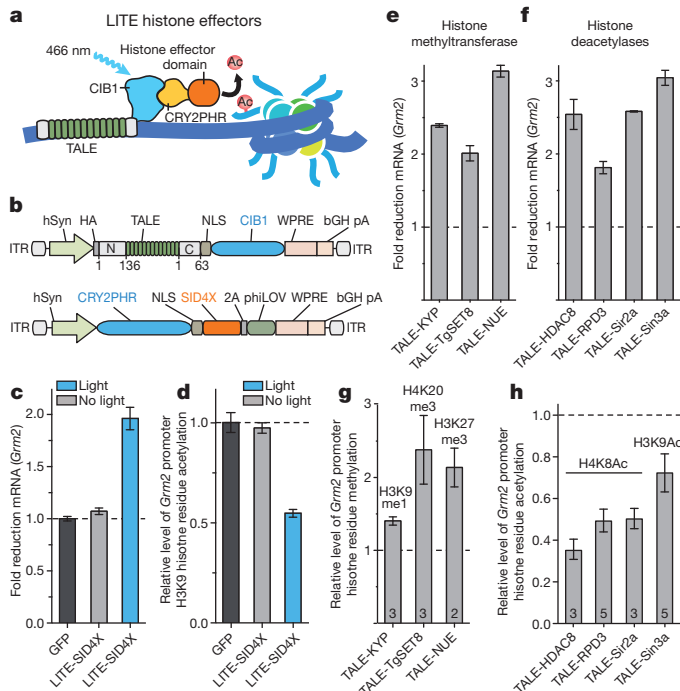 a
LITE histone effectors
466 nm
Histone effector
domain
Ac
CIB1
Ac
CRY2PHR
TALE
b
hSyn HA TALE NLS CIB1 WPRE bGH pA
ITR N C ITR
1 136 1 63
hSyn CRY2PHR NLS SID4X 2A phiLOV WPRE bGH pA
ITR ITR
c
Light
No light
Fold reduction mRNA (Grm2)
2.0
1.5
1.0
0.5
0.0
GFP
LITE-SID4X
LITE-SID4X
d
Light
No light
Relative level of Grm2 promoter
H3K9 hisotne residue acetylation
1.0
0.5
0.0
GFP
LITE-SID4X
LITE-SID4X
e
Histone
methyltransferase
Fold reduction mRNA (Grm2)
3
2
1
0
TALE-KYP
TALE-TgSET8
TALE-NUE
f
Histone
deacetylases
Fold reduction mRNA (Grm2)
3
2
1
0
TALE-HDAC8
TALE-RPD3
TALE-Sir2a
TALE-Sin3a
g
Relative level of Grm2 promoter
hisotne residue methylation
3
2
1
0
H3K9
me1
H4K20
me3
H3K27
me3
3 3 2
TALE-KYP
TALE-TgSET8
TALE-NUE
h
Relative level of Grm2 promoter
hisotne residue acetylation
1.0
0.8
0.6
0.4
0.2
0.0
H4K8Ac
H3K9Ac
3 5 3 5
TALE-HDAC8
TALE-RPD3
TALE-Sir2a
TALE-Sin3a